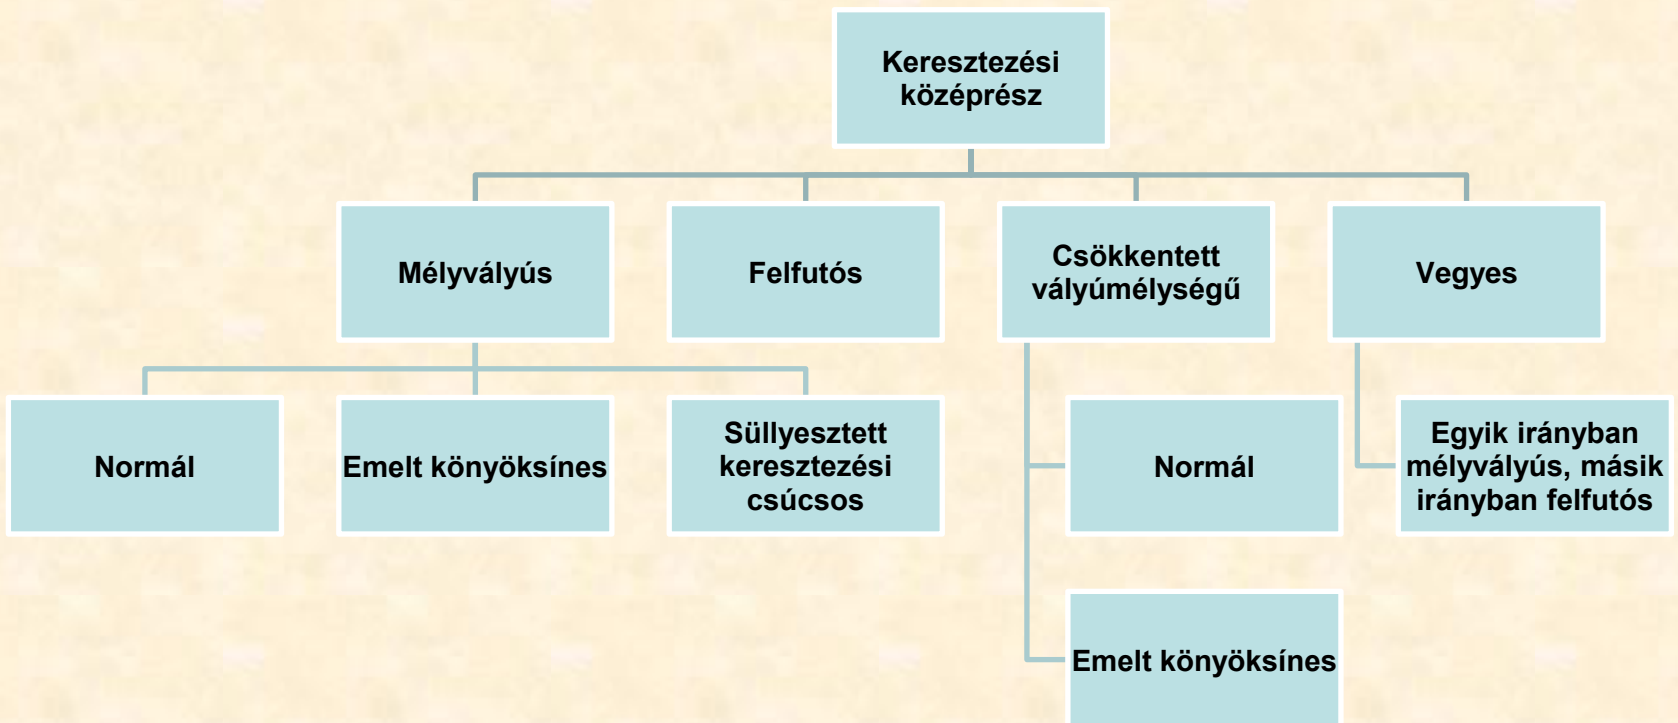 Keresztezési
középrész
Mélyvályús
Felfutós
Csökkentett
vályúmélységű
Vegyes
Normál
Emelt könyöksínes
Süllyesztett
keresztezési
csúcsos
Normál
Egyik irányban
mélyvályús, másik
irányban felfutós
Emelt könyöksínes